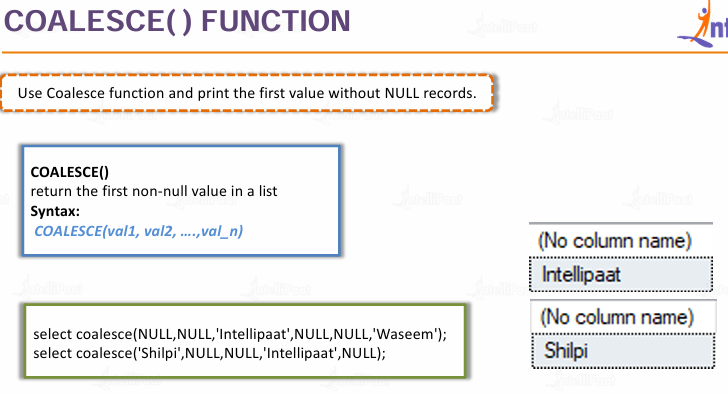 COALESCE( ) FUNCTION
Use Coalesce function and print the first value without NULL records.
COALESCE()
return the first non-null value in a list
Syntax:
COALESCE(val1, val2, ….,val_n)
select coalesce(NULL,NULL,'Intellipaat',NULL,NULL,'Waseem');
select coalesce('Shilpi',NULL,NULL,'Intellipaat',NULL);
(No column name)
Intellipaat
(No column name)
Shilpi